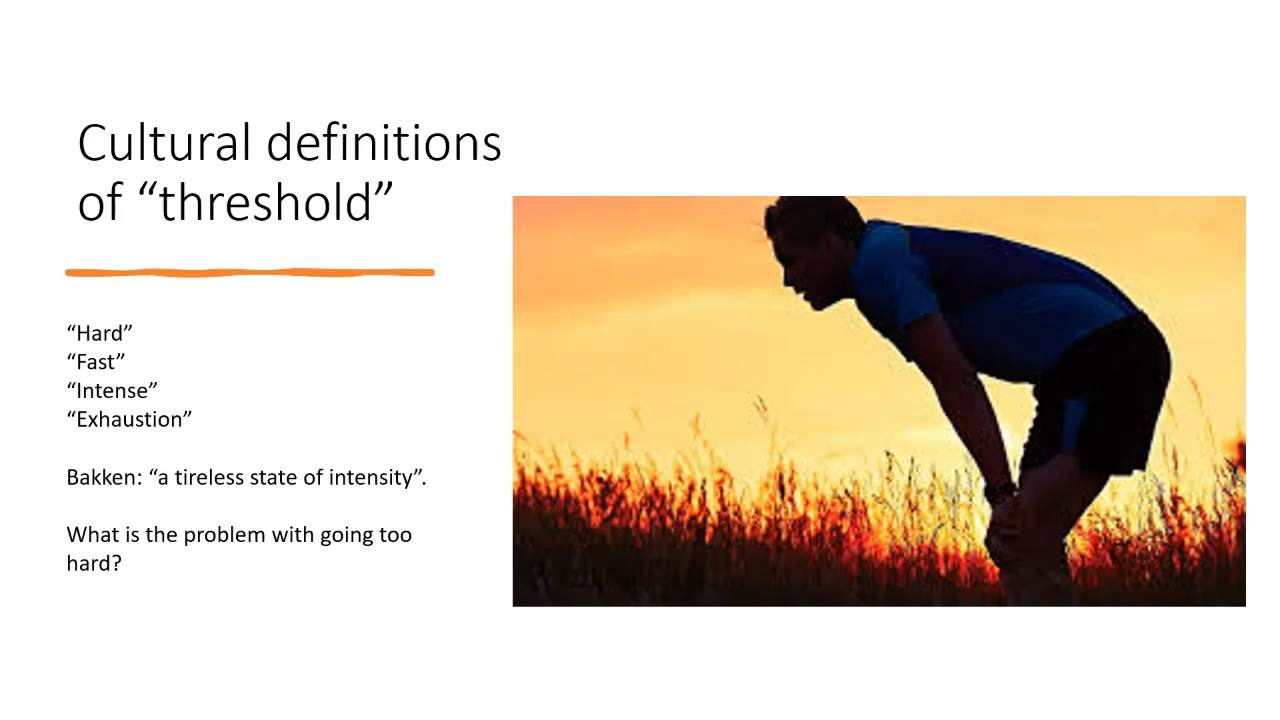 Cultural definitions
of “threshold”
“Hard”
“Fast”
“Intense”
“Exhaustion”
Bakken: “a tireless state of intensity”.
What is the problem with going too
hard?